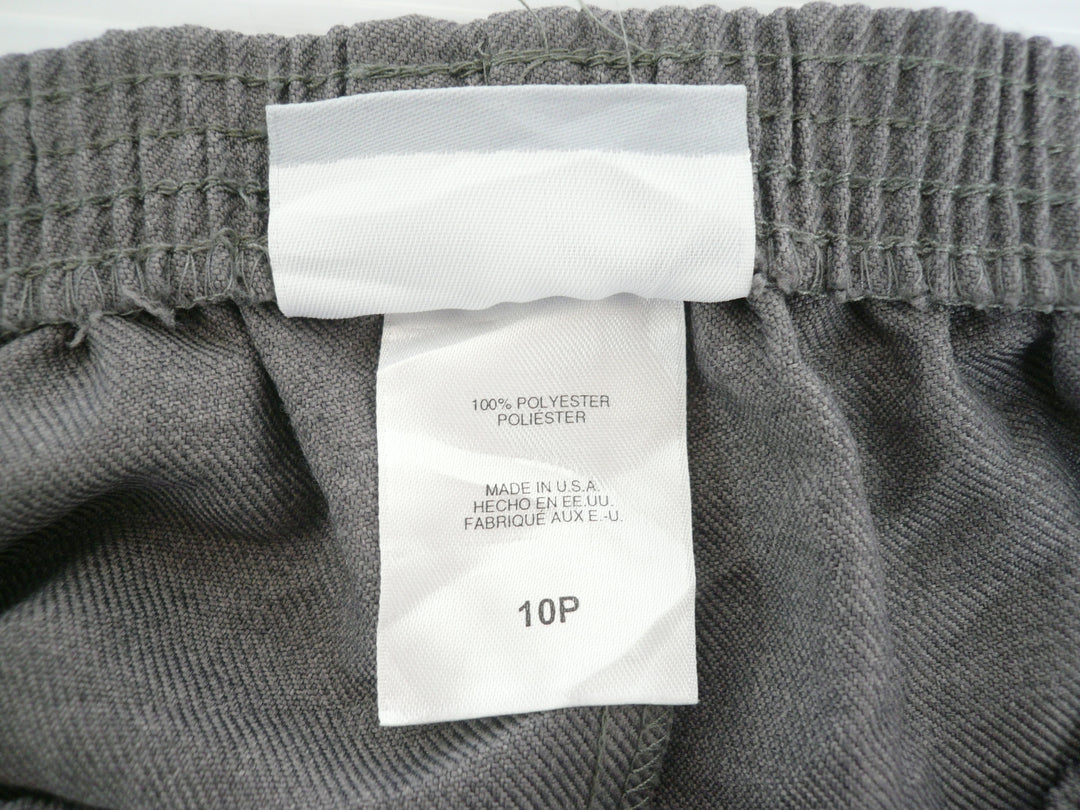 100% POLYESTER
POLIÉSTER
MADE IN U.S.A.
HECHO EN EE.UU.
FABRIQUÉ AUX E.-U.
10P